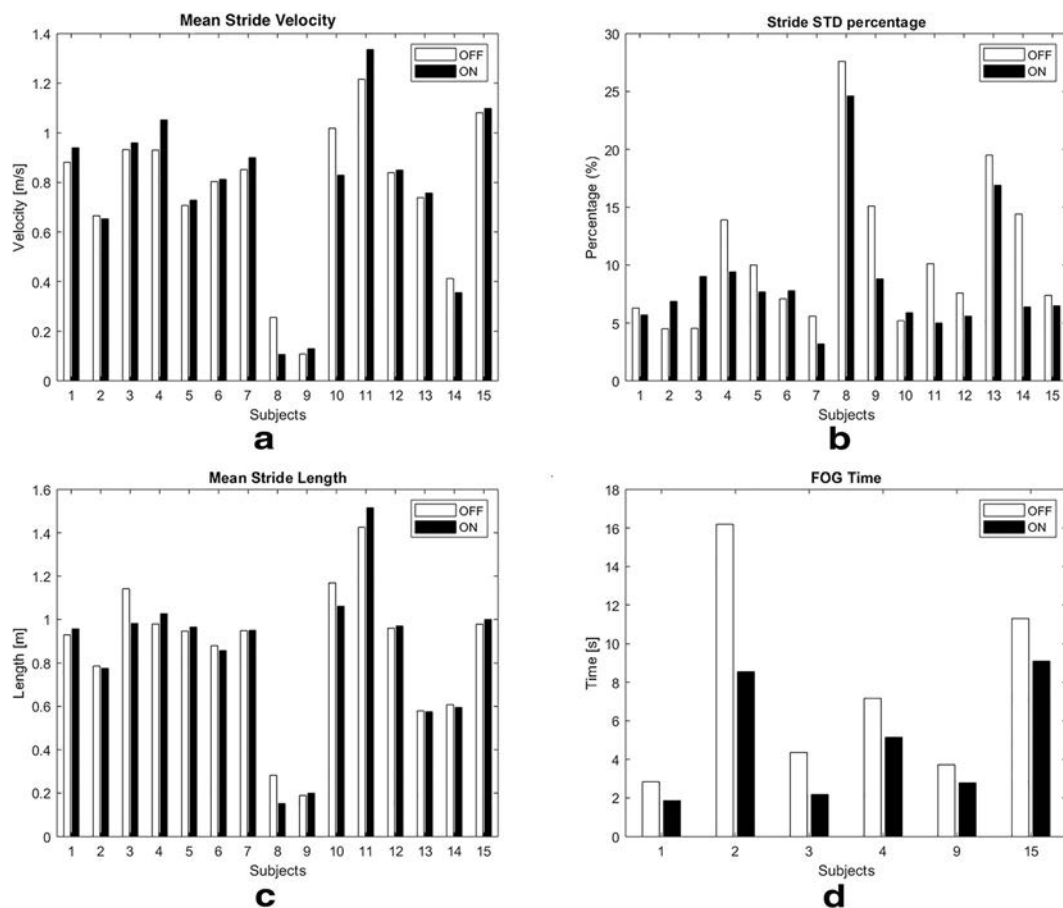 Mean Stride Velocity
1.4
1.2
1
0.8
0.6
0.4
0.2
0
Velocity [m/s]
OFF
ON
1 2 3 4 5 6 7 8 9 10 11 12 13 14 15
Subjects
a
Stride STD percentage
30
25
20
15
10
5
0
Percentage (%)
OFF
ON
1 2 3 4 5 6 7 8 9 10 11 12 13 14 15
Subjects
b
Mean Stride Length
1.6
1.4
1.2
1
0.8
0.6
0.4
0.2
0
Length [m]
OFF
ON
1 2 3 4 5 6 7 8 9 10 11 12 13 14 15
Subjects
c
FOG Time
18
16
14
12
10
8
6
4
2
0
Time [s]
OFF
ON
1 2 3 4 9 15
Subjects
d